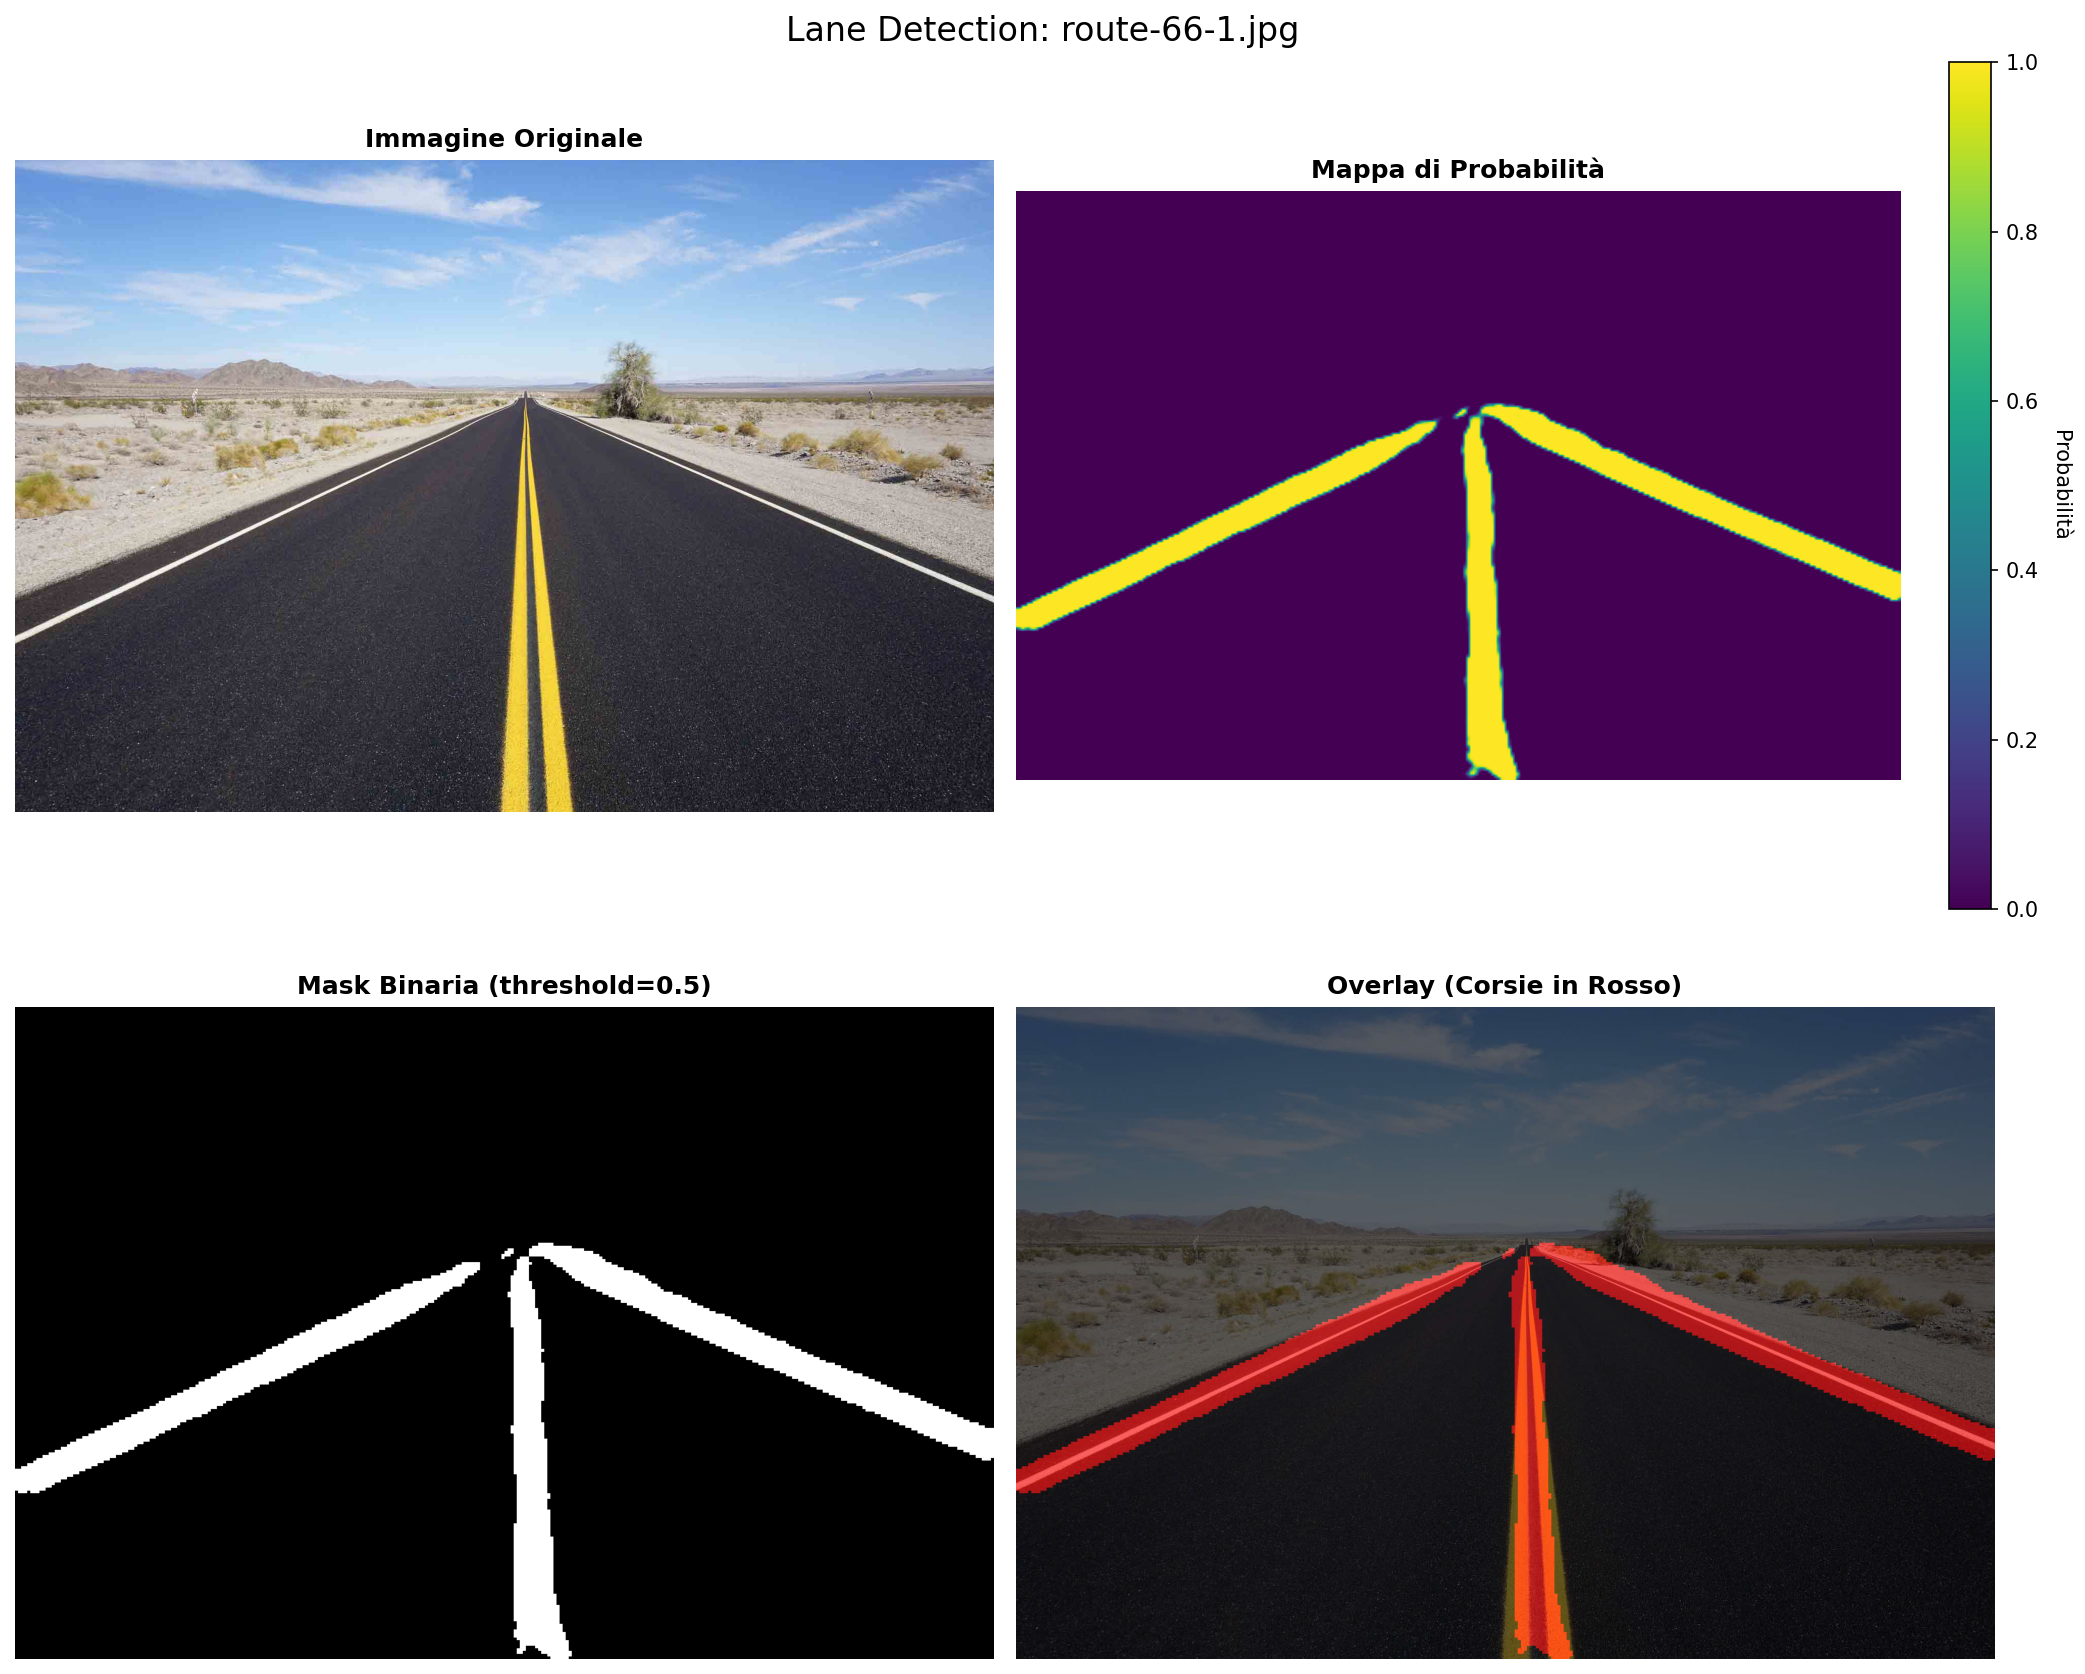 Lane Detection: route-66-1.jpg
Immagine Originale
Mappa di Probabilità
1.0
0.8
0.6
0.4
0.2
0.0
Probabilità
Mask Binaria (threshold=0.5)
Overlay (Corsie in Rosso)